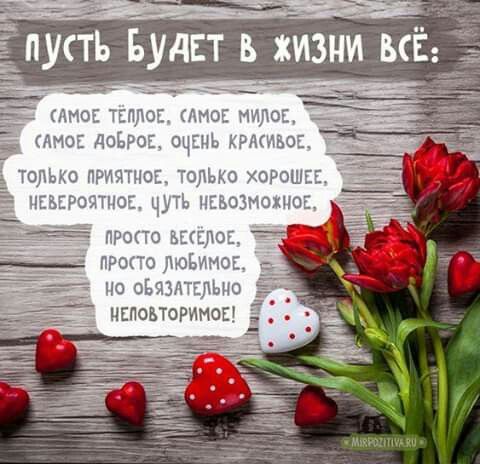 ПУСТЬ БУДЕТ В ЖИЗНИ ВСЁ:
САМОЕ ТЁПЛОЕ, САМОЕ МИЛОЕ,
САМОЕ ДОБРОЕ, ОЧЕНЬ КРАСИВОЕ,
ТОЛЬКО ПРИЯТНОЕ, ТОЛЬКО ХОРОШЕЕ,
НЕВЕРОЯТНОЕ, ЧУТЬ НЕВОЗМОЖНОЕ,
ПРОСТО ВЕСЁЛОЕ,
ПРОСТО ЛЮБИМОЕ,
НО ОБЯЗАТЕЛЬНО
НЕПОВТОРИМОЕ!
MIRPOZITIVA.RU